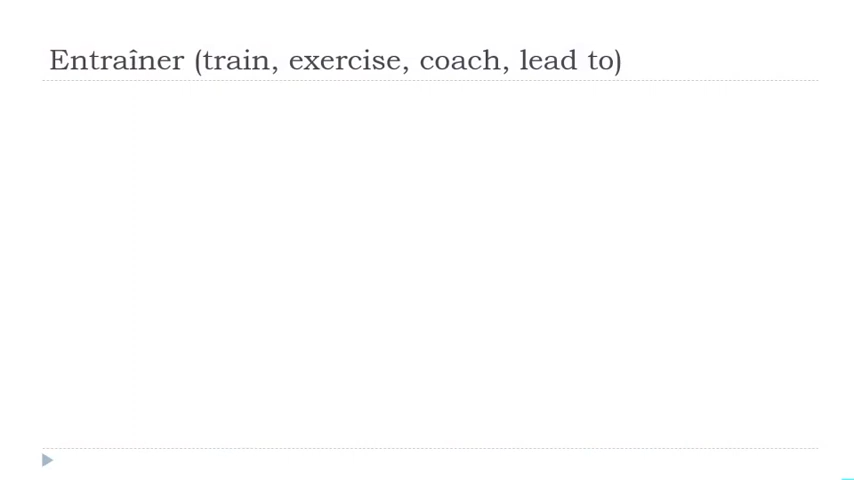 Entraîner (train, exercise, coach, lead to)